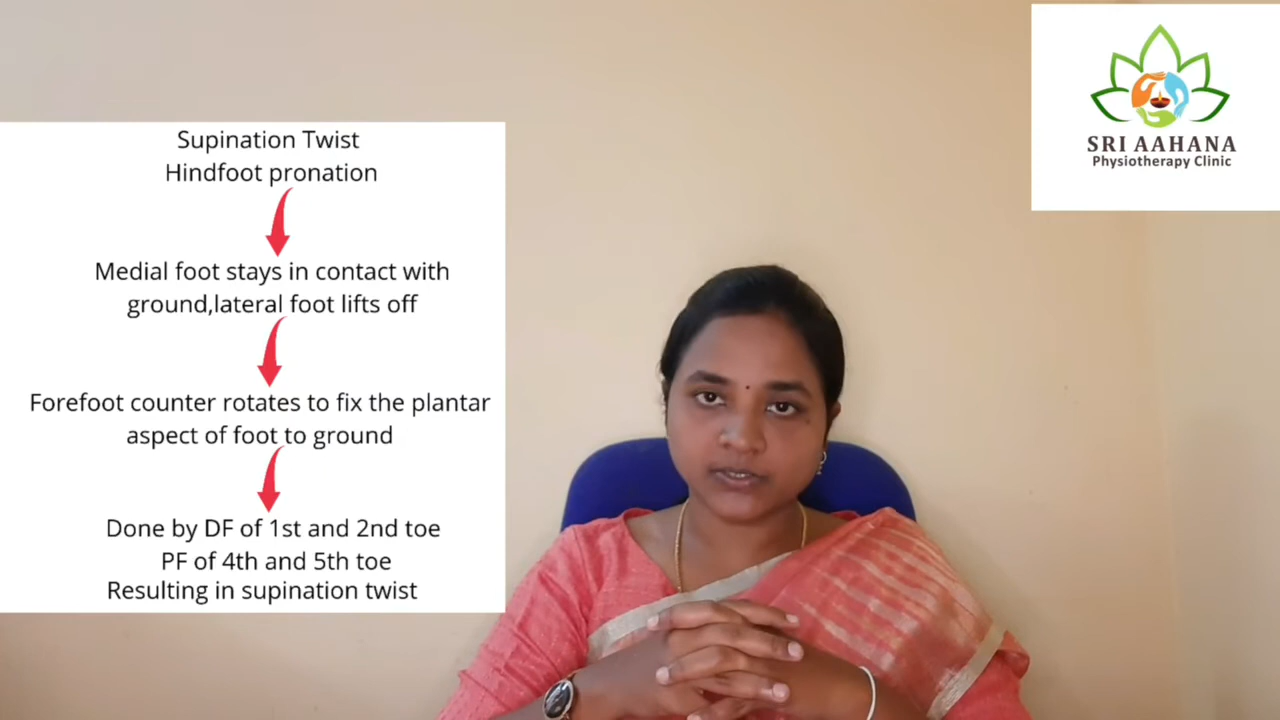 Supination Twist
Hindfoot pronation
Medial foot stays in contact with
ground,lateral foot lifts off
Forefoot counter rotates to fix the plantar
aspect of foot to ground
Done by DF of 1st and 2nd toe
PF of 4th and 5th toe
Resulting in supination twist
SRI AAHANA
Physiotherapy Clinic